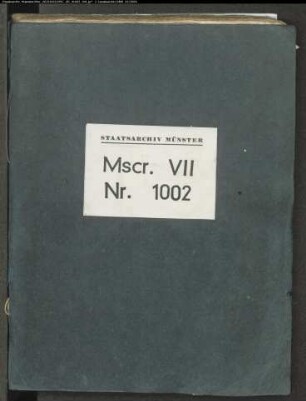 STAATSARCHIV MÜNSTER
Mscr. VII
Nr. 1002